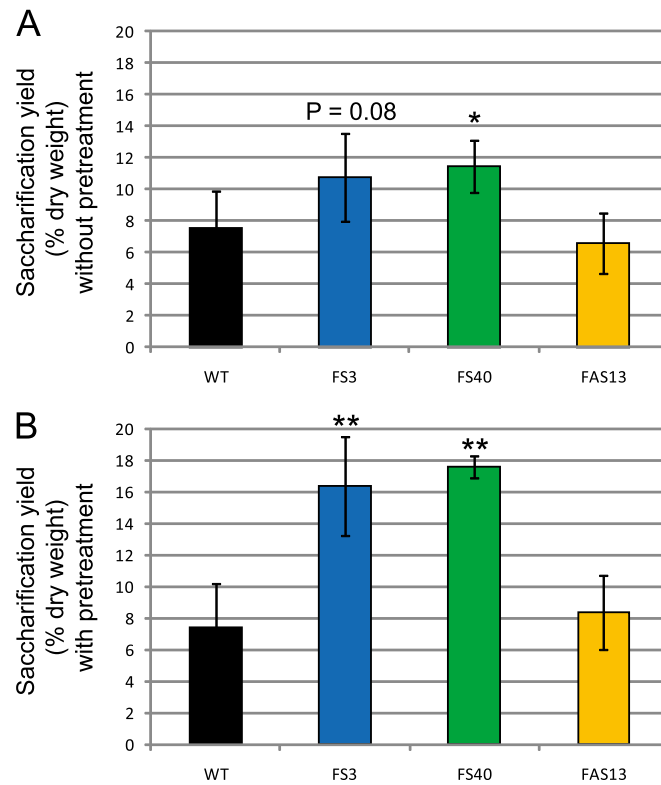 A
Saccharification yield
(% dry weight)
without pretreatment
20
18
16
14
12
10
8
6
4
2
0
P = 0.08
*
WT FS3 FS40 FAS13
B
Saccharification yield
(% dry weight)
with pretreatment
20
18
16
14
12
10
8
6
4
2
0
**
**
WT FS3 FS40 FAS13